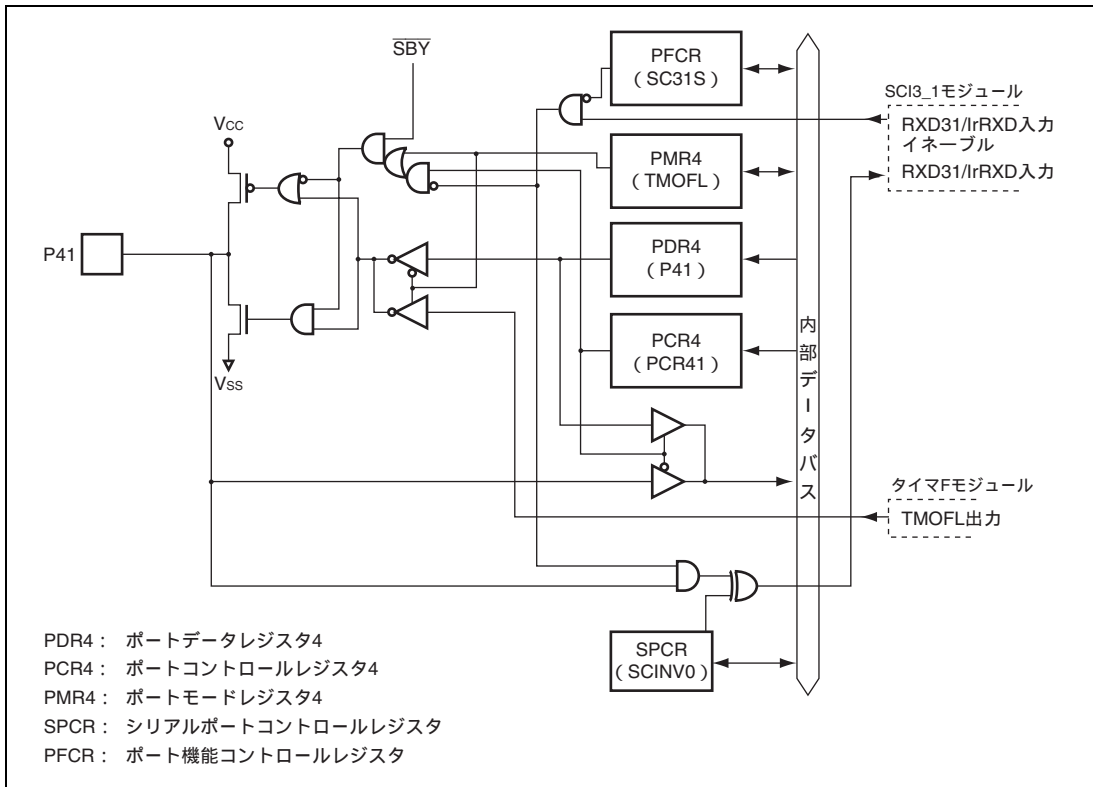 SBY
PFCR
（SC31S）
SCI3_1モジュール
RXD31/IrRXD入力
イネーブル
RXD31/IrRXD入力
VCC
PMR4
（TMOFL）
P41
PDR4
（P41）
PCR4
（PCR41）
VSS
内部データバス
タイマFモジュール
TMOFL出力
SPCR
（SCINV0）
PDR4： ポートデータレジスタ4
PCR4： ポートコントロールレジスタ4
PMR4： ポートモードレジスタ4
SPCR： シリアルポートコントロールレジスタ
PFCR： ポート機能コントロールレジスタ